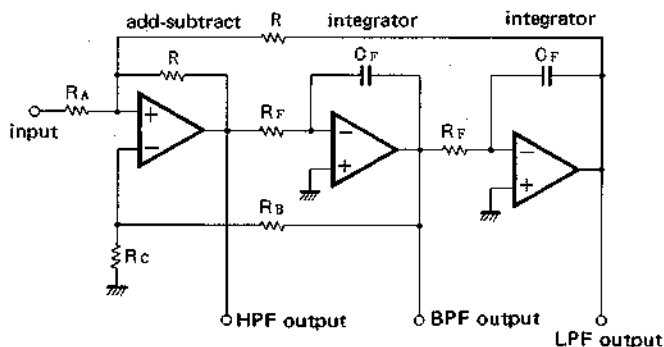 add-subtract
R
integrator
integrator
R
CF
CF
RA
input
+
−
RF
−
+
RF
−
+
RB
RC
HPF output
BPF output
LPF output